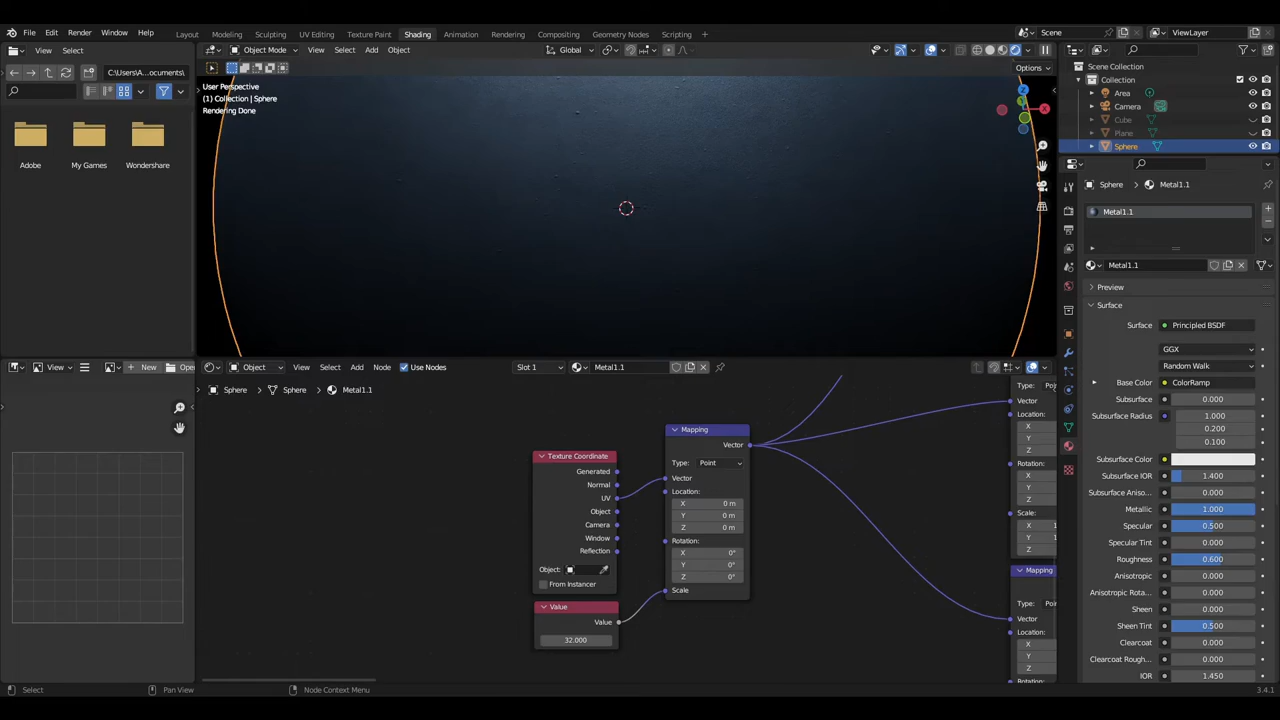 File Edit Render Window Help Layout Modeling Sculpting UV Editing Texture Paint Shading Animation Rendering Compositing Geometry Nodes Scripting Scene ViewLayer
View Select Object Mode View Select Add Object Global
C:\Users\A...ocuments\ Options
User Perspective
(1) Collection | Sphere
Rendering Done
Adobe My Games Wondershare
Scene Collection
Collection
Area
Camera
Cube
Plane
Sphere
Sphere Metal1.1
Metal1.1
Metal1.1
Preview
Surface
Surface Principled BSDF
GGX
Random Walk
Base Color ColorRamp
Subsurface 0.000
Subsurface Radius 1.000
0.200
0.100
Subsurface Color
Subsurface IOR 1.400
Subsurface Aniso... 0.000
Metallic 1.000
Specular 0.500
Specular Tint 0.000
Roughness 0.600
Anisotropic 0.000
Anisotropic Rota... 0.000
Sheen 0.000
Sheen Tint 0.500
Clearcoat 0.000
Clearcoat Rough... 0.000
IOR 1.450
View New Ope
Object View Select Add Node Use Nodes Slot 1 Metal1.1
Sphere Sphere Metal1.1
Texture Coordinate
Generated
Normal
UV
Object
Camera
Window
Reflection
Object:
From Instancer
Value
Value
32.000
Mapping
Vector
Type: Point
Vector
Location:
X 0 m
Y 0 m
Z 0 m
Rotation:
X 0°
Y 0°
Z 0°
Scale
Type: Poi
Vector
Location:
X
Y
Z
Rotation:
X
Y
Z
Scale:
X 1
Y 1
Z
Mapping
Type: Poi
Vector
Location:
X
Y
Z
Select Pan View Node Context Menu 3.4.1